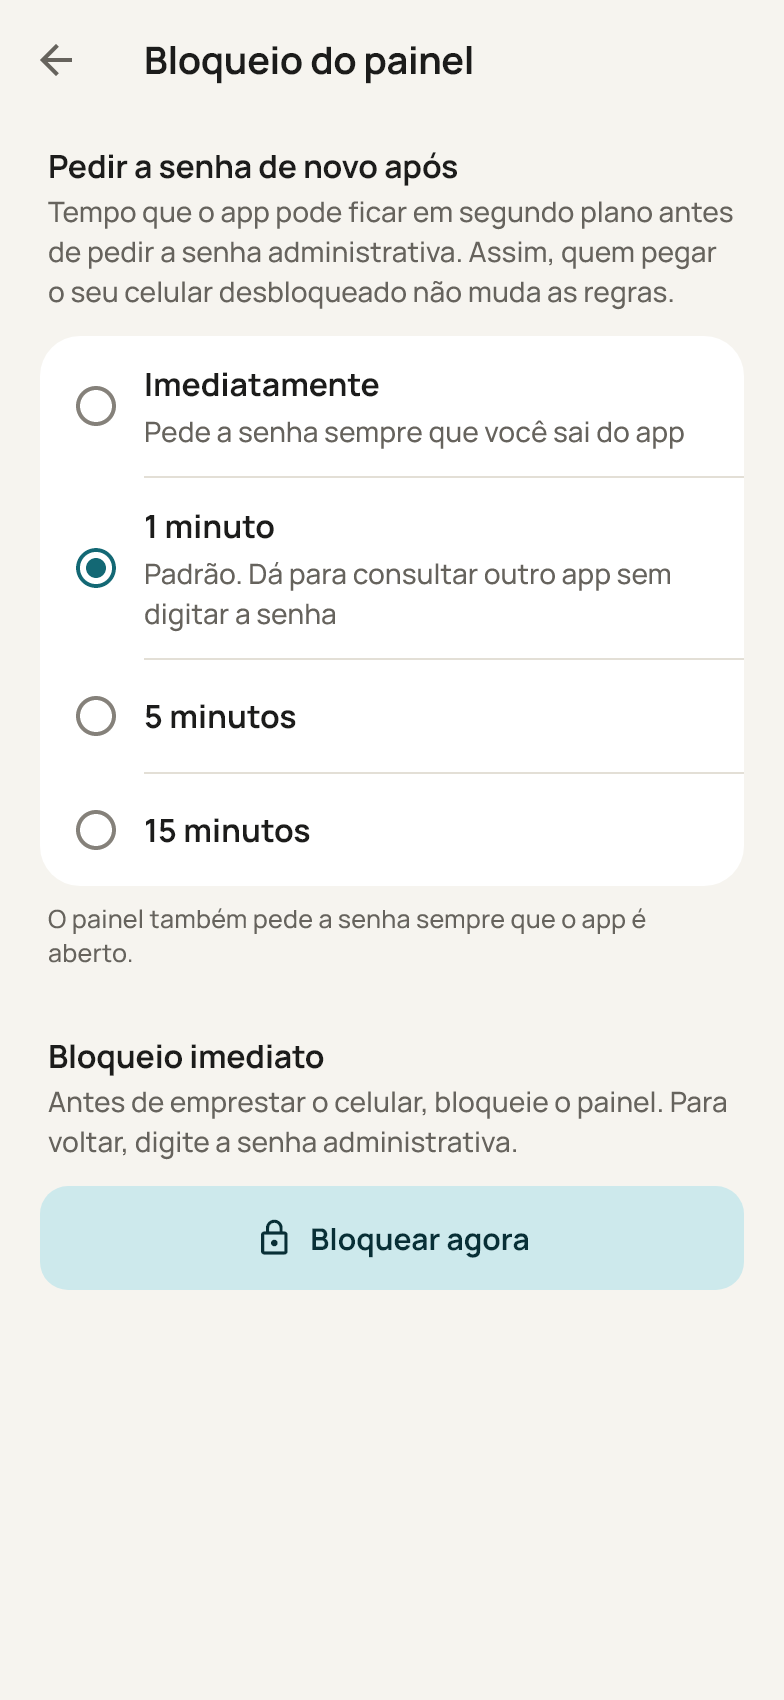 Bloqueio do painel
Pedir a senha de novo após
Tempo que o app pode ficar em segundo plano antes
de pedir a senha administrativa. Assim, quem pegar
o seu celular desbloqueado não muda as regras.
Imediatamente
Pede a senha sempre que você sai do app
1 minuto
Padrão. Dá para consultar outro app sem
digitar a senha
5 minutos
15 minutos
O painel também pede a senha sempre que o app é
aberto.
Bloqueio imediato
Antes de emprestar o celular, bloqueie o painel. Para
voltar, digite a senha administrativa.
Bloquear agora